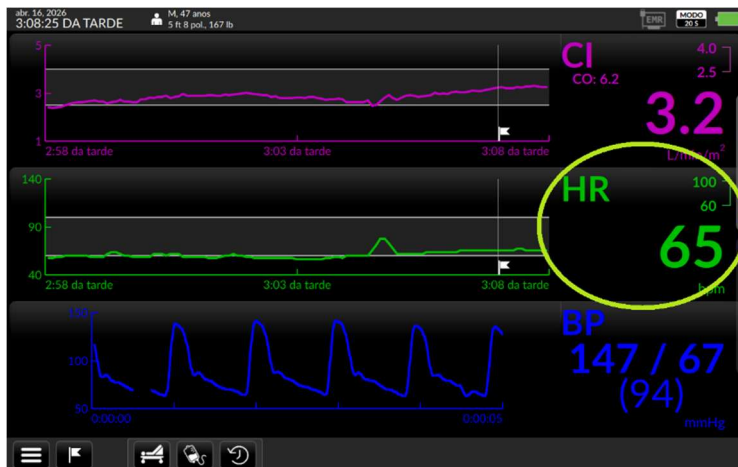 abr. 16, 2026
3:08:25 DA TARDE
M, 47 anos
5 ft 8 pol., 167 lb
EMR
MODO
20 S
5
3
1
2:58 da tarde
3:03 da tarde
3:08 da tarde
CI
CO: 6.2
4.0
2.5
3.2
L/min/m²
140
90
40
2:58 da tarde
3:03 da tarde
3:08 da tarde
HR
100
60
65
bpm
150
100
50
0:00:00
0:00:05
BP
147 / 67
(94)
mmHg